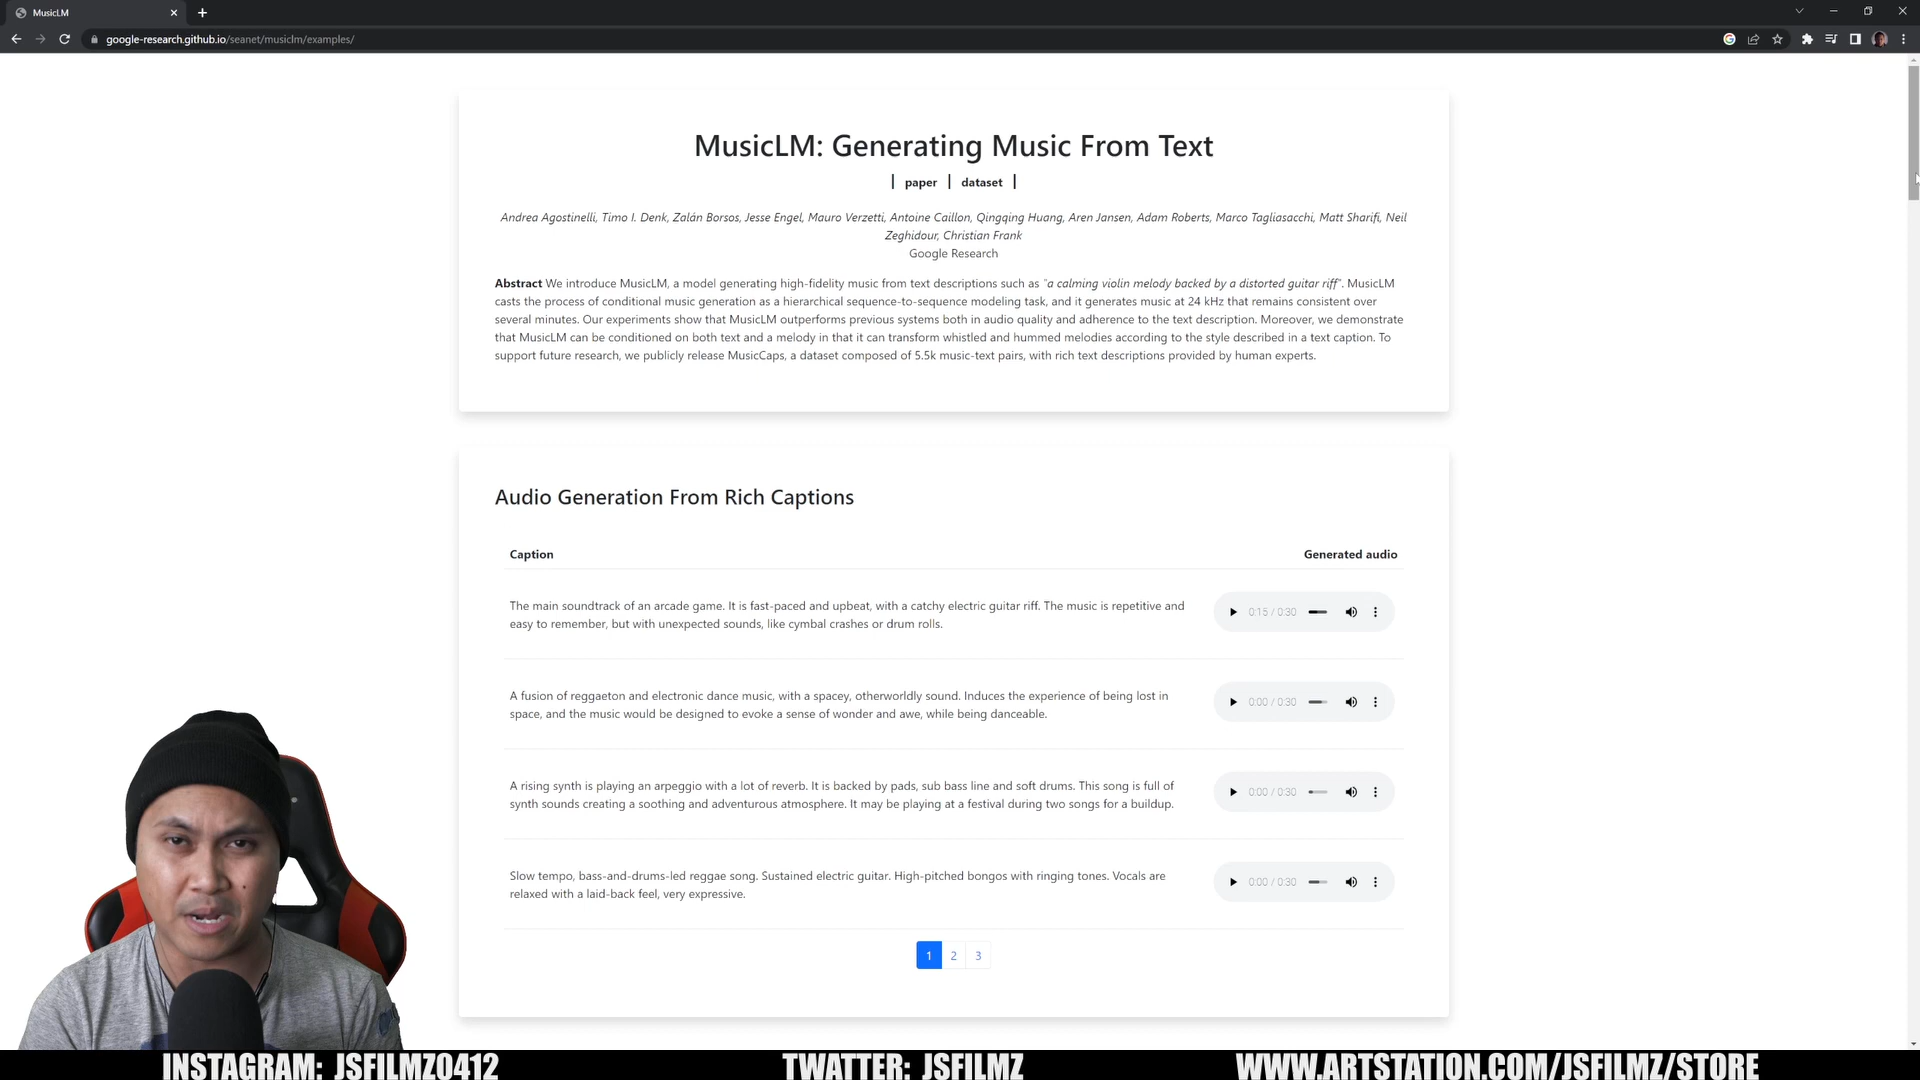 MusicLM
google-research.github.io/seanet/musiclm/examples/
MusicLM: Generating Music From Text
| paper | dataset |
Andrea Agostinelli, Timo I. Denk, Zalán Borsos, Jesse Engel, Mauro Verzetti, Antoine Caillon, Qingqing Huang, Aren Jansen, Adam Roberts, Marco Tagliasacchi, Matt Sharifi, Neil
Zeghidour, Christian Frank
Google Research
Abstract We introduce MusicLM, a model generating high-fidelity music from text descriptions such as "a calming violin melody backed by a distorted guitar riff". MusicLM
casts the process of conditional music generation as a hierarchical sequence-to-sequence modeling task, and it generates music at 24 kHz that remains consistent over
several minutes. Our experiments show that MusicLM outperforms previous systems both in audio quality and adherence to the text description. Moreover, we demonstrate
that MusicLM can be conditioned on both text and a melody in that it can transform whistled and hummed melodies according to the style described in a text caption. To
support future research, we publicly release MusicCaps, a dataset composed of 5.5k music-text pairs, with rich text descriptions provided by human experts.
Audio Generation From Rich Captions
Caption Generated audio
The main soundtrack of an arcade game. It is fast-paced and upbeat, with a catchy electric guitar riff. The music is repetitive and
easy to remember, but with unexpected sounds, like cymbal crashes or drum rolls.
0:15 / 0:30
A fusion of reggaeton and electronic dance music, with a spacey, otherworldly sound. Induces the experience of being lost in
space, and the music would be designed to evoke a sense of wonder and awe, while being danceable.
0:00 / 0:30
A rising synth is playing an arpeggio with a lot of reverb. It is backed by pads, sub bass line and soft drums. This song is full of
synth sounds creating a soothing and adventurous atmosphere. It may be playing at a festival during two songs for a buildup.
0:00 / 0:30
Slow tempo, bass-and-drums-led reggae song. Sustained electric guitar. High-pitched bongos with ringing tones. Vocals are
relaxed with a laid-back feel, very expressive.
0:00 / 0:30
1 2 3
INSTAGRAM: JSFILMZ0412 TWATTER: JSFILMZ WWW.ARTSTATION.COM/JSFILMZ/STORE